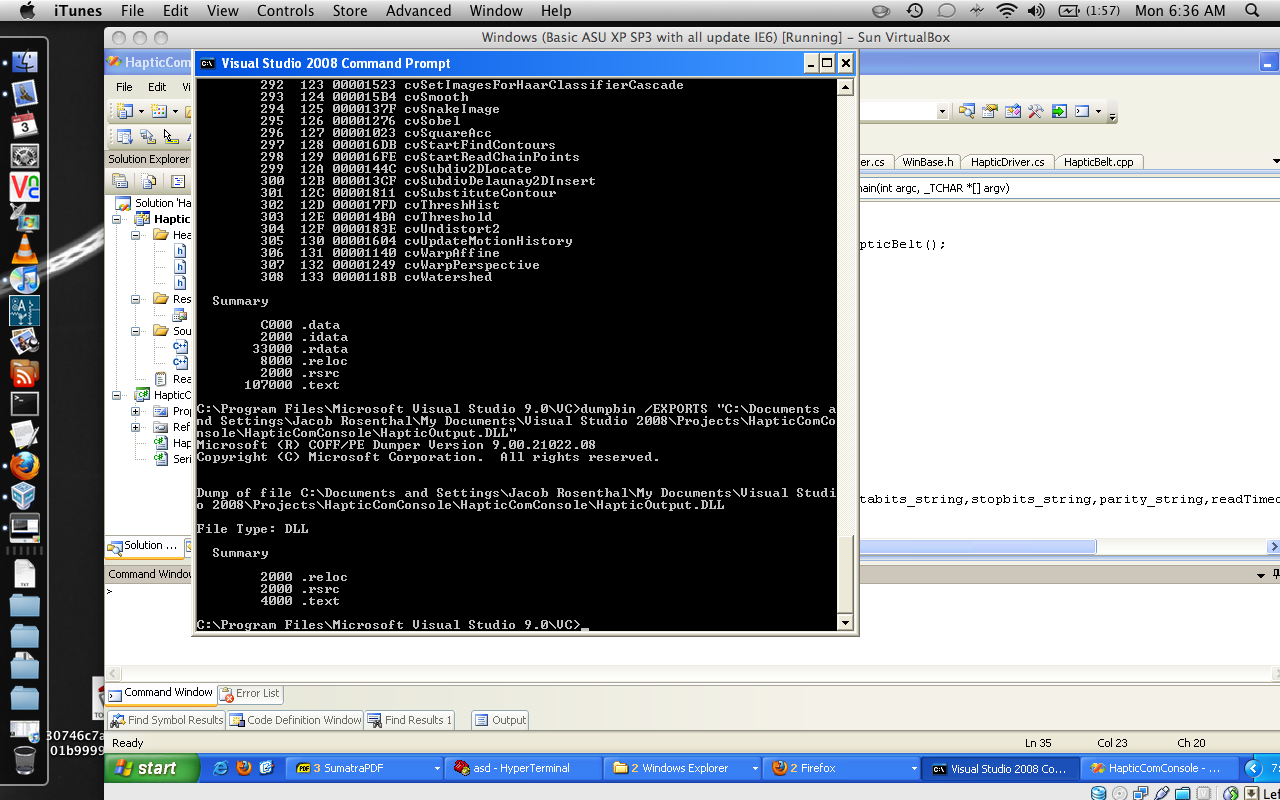 iTunes File Edit View Controls Store Advanced Window Help (1:57) Mon 6:36 AM
Windows (Basic ASU XP SP3 with all update IE6) [Running] – Sun VirtualBox
HapticCom
Visual Studio 2008 Command Prompt
File Edit Vi
292 123 00001523 cvSetImagesForHaarClassifierCascade
293 124 000015B4 cvSmooth
294 125 0000137F cvSnakeImage
295 126 00001276 cvSobel
296 127 00001023 cvSquareAcc
297 128 000016DB cvStartFindContours
298 129 000016FE cvStartReadChainPoints
299 12A 0000144C cvSubdiv2DLocate
300 12B 000013CF cvSubdivDelaunay2DInsert
301 12C 00001811 cvSubstituteContour
302 12D 000017FD cvThreshHist
303 12E 000014BA cvThreshold
304 12F 0000183E cvUndistort2
305 130 00001604 cvUpdateMotionHistory
306 131 00001140 cvWarpAffine
307 132 00001249 cvWarpPerspective
308 133 0000118B cvWatershed
Summary
C000 .data
2000 .idata
33000 .rdata
8000 .reloc
2000 .rsrc
107000 .text
C:\Program Files\Microsoft Visual Studio 9.0\VC>dumpbin /EXPORTS "C:\Documents a
nd Settings\Jacob Rosenthal\My Documents\Visual Studio 2008\Projects\HapticComCo
nsole\HapticComConsole\HapticOutput.DLL"
Microsoft (R) COFF/PE Dumper Version 9.00.21022.08
Copyright (C) Microsoft Corporation.  All rights reserved.
Dump of file C:\Documents and Settings\Jacob Rosenthal\My Documents\Visual Studi
o 2008\Projects\HapticComConsole\HapticComConsole\HapticOutput.DLL
File Type: DLL
Summary
2000 .reloc
2000 .rsrc
4000 .text
C:\Program Files\Microsoft Visual Studio 9.0\VC>_
Solution Explorer
Solution 'Ha
Haptic
Hea
h
h
h
Res
Sou
Rea
HapticC
Prop
Ref
Hap
Seri
er.cs WinBase.h HapticDriver.cs HapticBelt.cpp
main(int argc, _TCHAR *[] argv)
pticBelt();
tabits_string,stopbits_string,parity_string,readTimeo
Solution ...
Command Window
>
Command Window Error List
Find Symbol Results Code Definition Window Find Results 1 Output
Ready Ln 35 Col 23 Ch 20
30746c7a
01b9999
start 3 SumatraPDF asd - HyperTerminal 2 Windows Explorer 2 Firefox Visual Studio 2008 Co... HapticComConsole - ... 7:
Lef